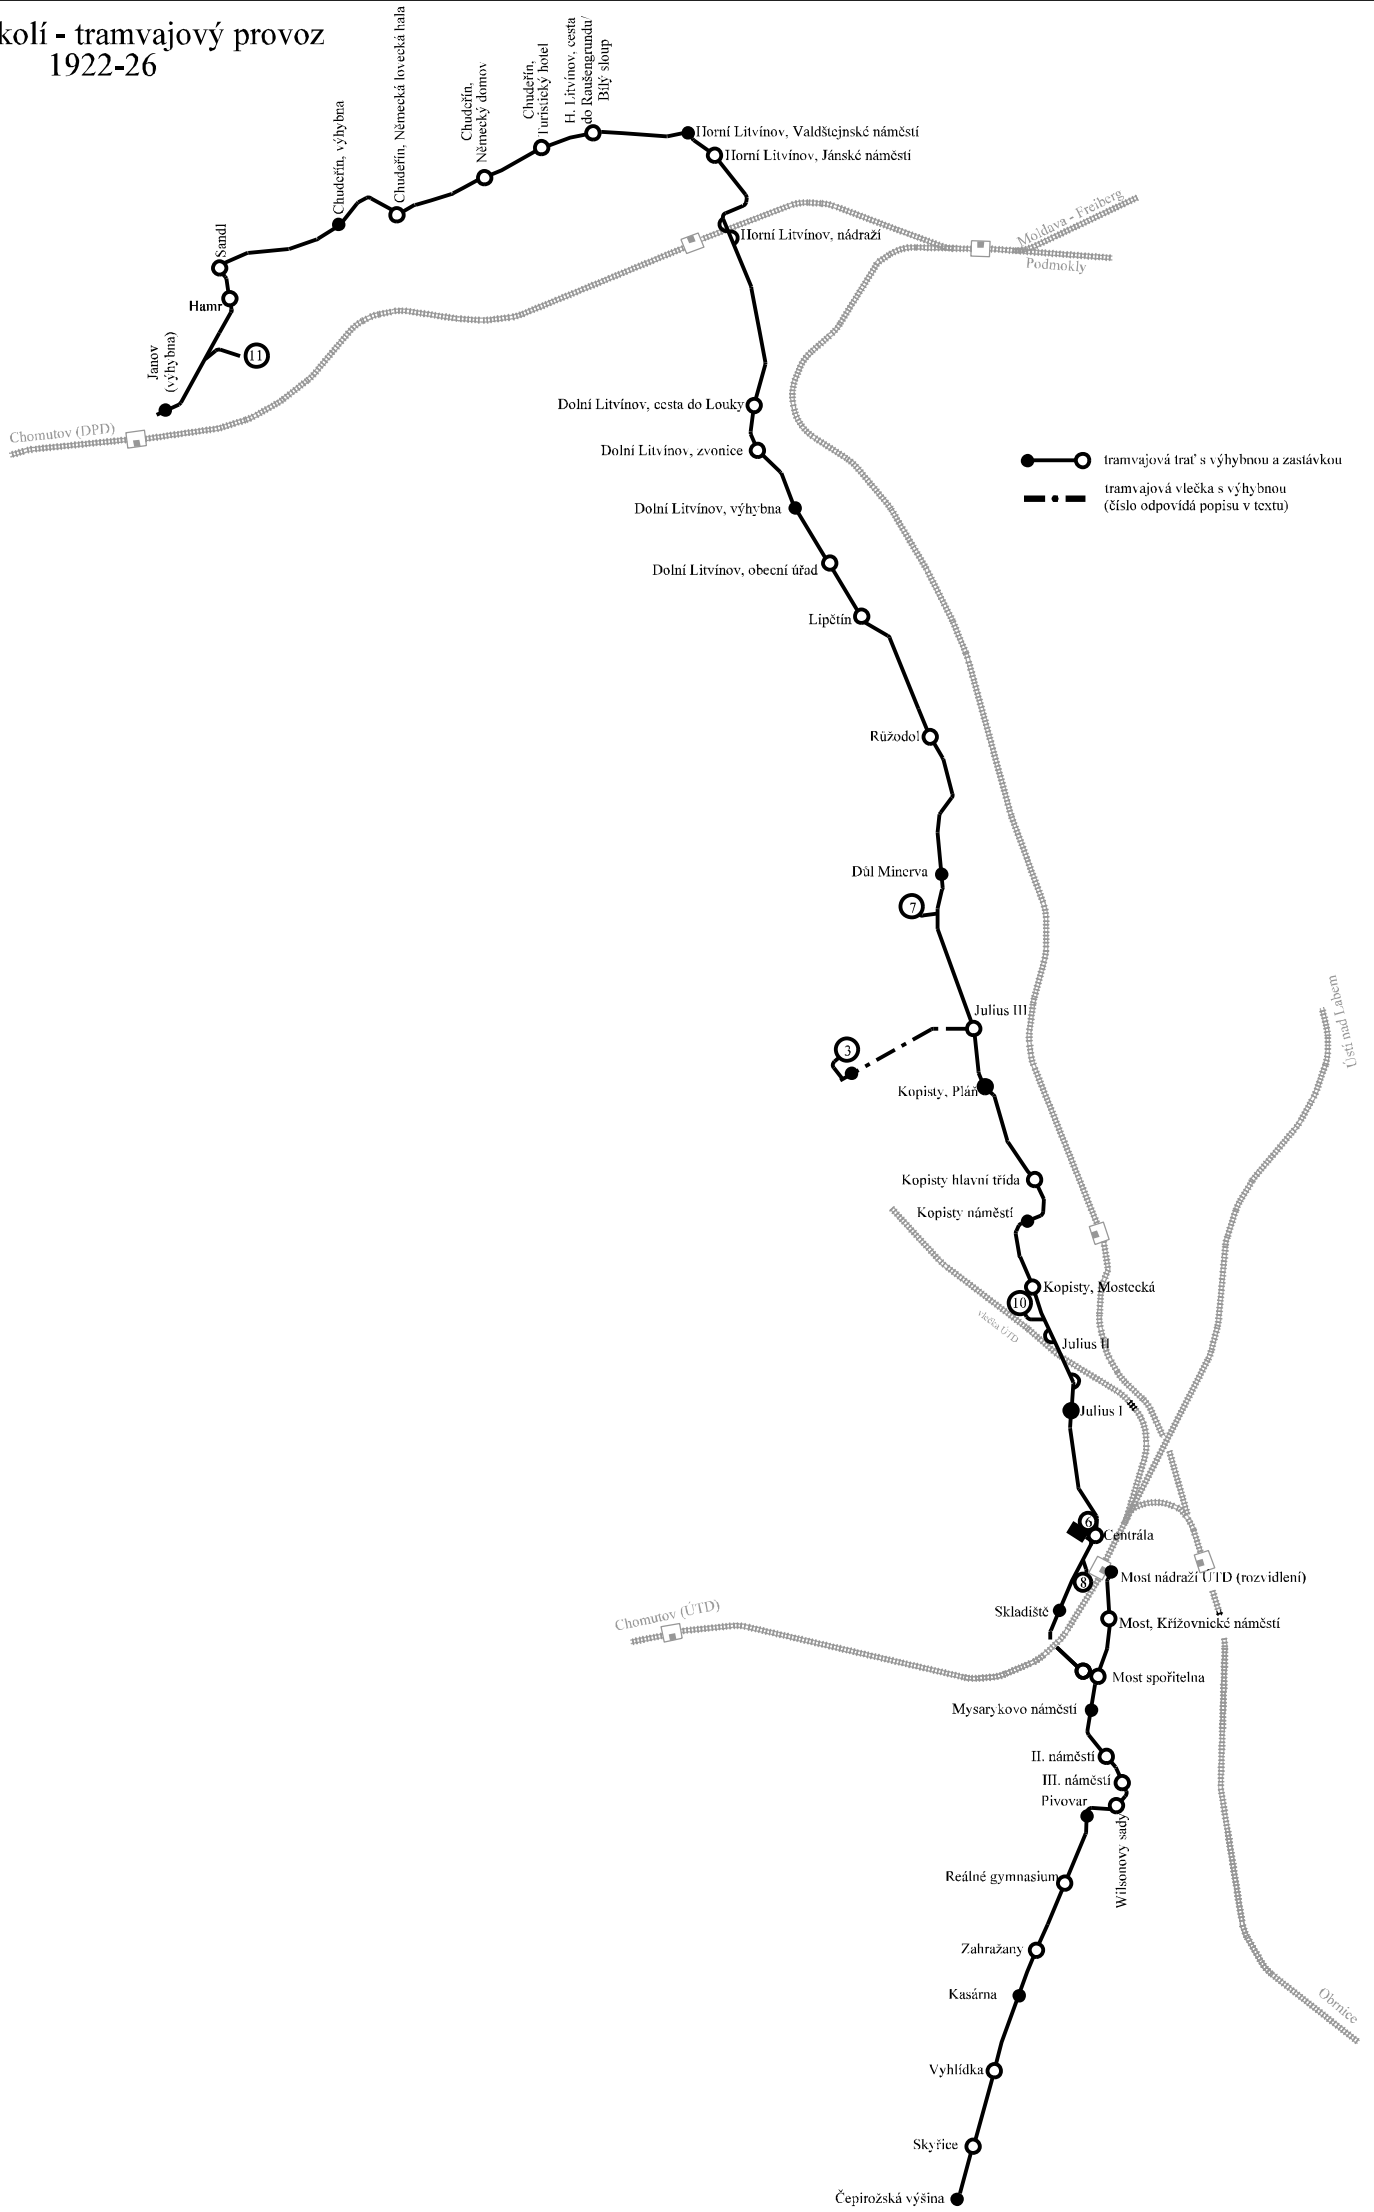 kolí - tramvajový provoz
1922-26
Chudeřín, výhybna
Chudeřín, Německá lovecká hala
Chudeřín,
Německý domov
Chudeřín,
Turistický hotel
H. Litvínov, cesta
do Raušengrundu/
Bílý sloup
Horní Litvínov, Valdštejnské náměstí
Horní Litvínov, Jánské náměstí
Horní Litvínov, nádraží
Moldava - Freiberg
Podmokly
Sandl
Hamr
Janov
(výhybna)
11
Chomutov (DPD)
Dolní Litvínov, cesta do Louky
Dolní Litvínov, zvonice
Dolní Litvínov, výhybna
Dolní Litvínov, obecní úřad
Lipětín
tramvajová trať s výhybnou a zastávkou
tramvajová vlečka s výhybnou
(číslo odpovídá popisu v textu)
Růžodol
Důl Minerva
7
Julius III
3
Kopisty, Pláň
Ústí nad Labem
Kopisty hlavní třída
Kopisty náměstí
Kopisty, Mostecká
10
vlečka ÚTD
Julius II
Julius I
6
Centrála
8
Most nádraží ÚTD (rozvidlení)
Skladiště
Most, Křížovnické náměstí
Chomutov (ÚTD)
Most spořitelna
Mysarykovo náměstí
II. náměstí
III. náměstí
Pivovar
Wilsonovy sady
Reálné gymnasium
Zahražany
Kasárna
Obrnice
Vyhlídka
Skyřice
Čepirožská výšina